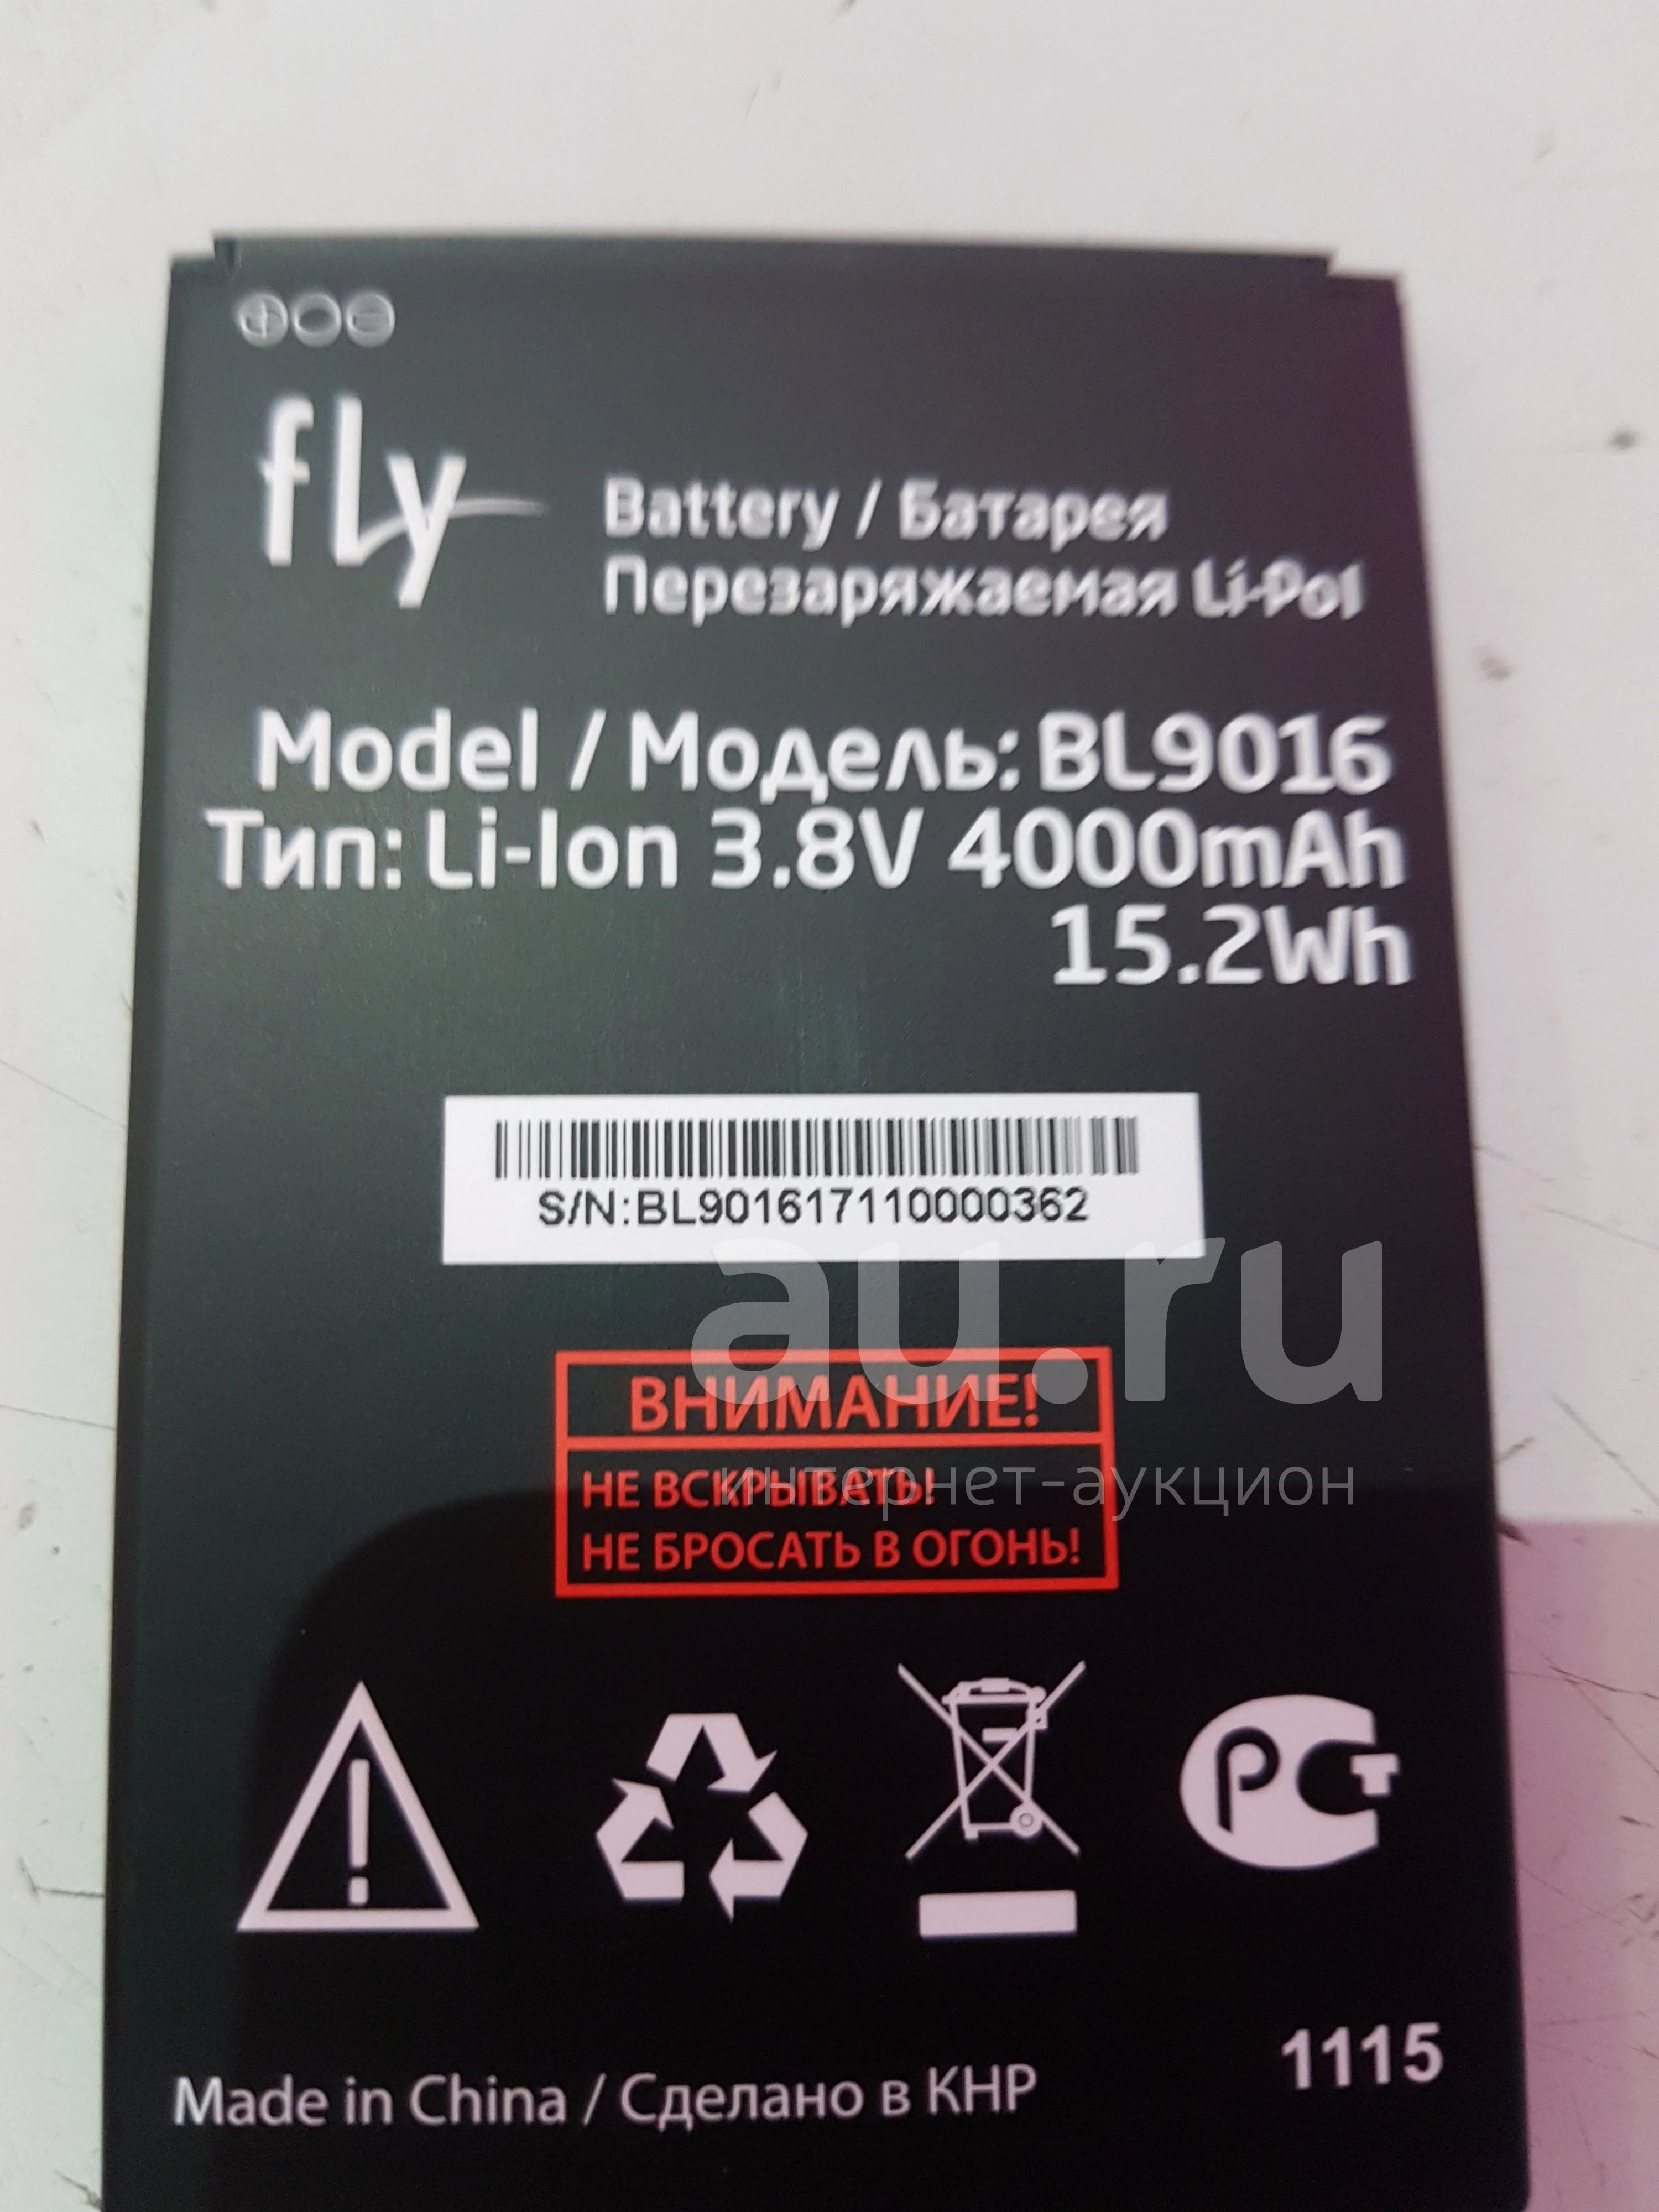 fly
Battery / Батарея
Перезаряжаемая Li-Pol
Model / Модель: BL9016
Тип: Li-Ion 3.8V 4000mAh
15.2Wh
S/N:BL901617110000362
au.ru
ВНИМАНИЕ!
НЕ ВСКРЫВАТЬ!
интернет-аукцион
НЕ БРОСАТЬ В ОГОНЬ!
РСТ
1115
Made in China / Сделано в КНР